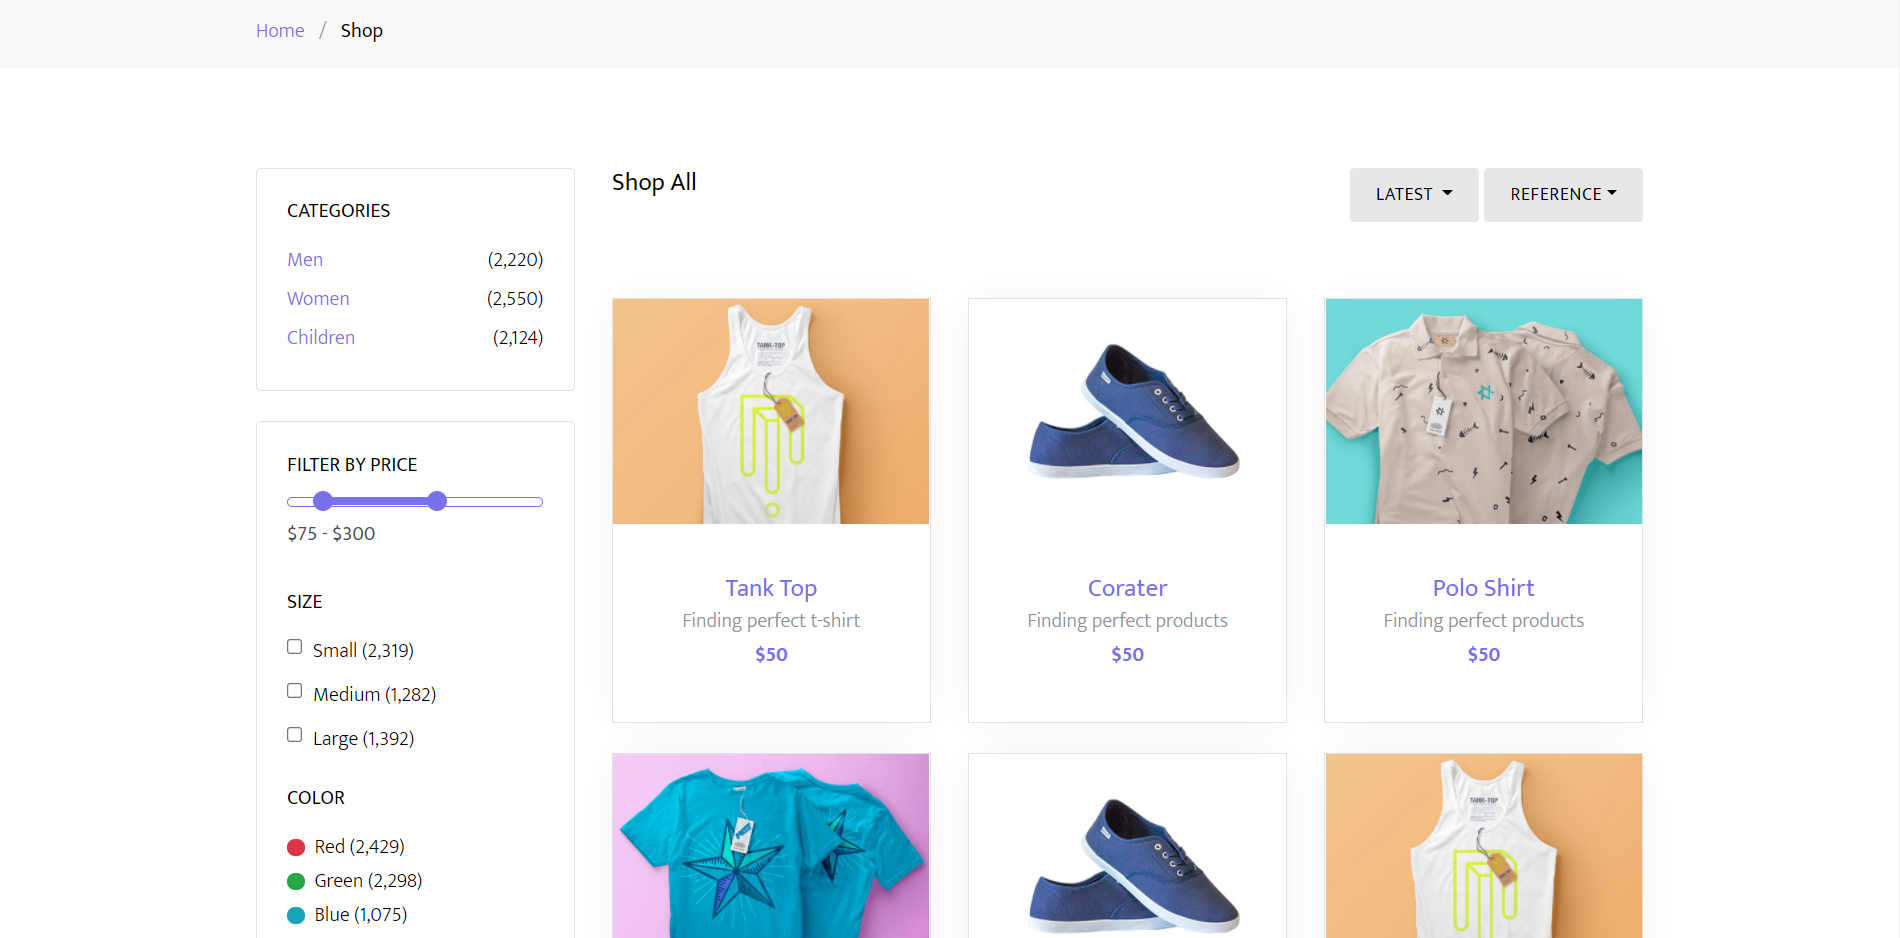 Home / Shop
CATEGORIES
Men (2,220)
Women (2,550)
Children (2,124)
FILTER BY PRICE
$75 - $300
SIZE
Small (2,319)
Medium (1,282)
Large (1,392)
COLOR
Red (2,429)
Green (2,298)
Blue (1,075)
Shop All
LATEST
REFERENCE
TANK-TOP
Tank Top
Finding perfect t-shirt
$50
Corater
Finding perfect products
$50
Polo Shirt
Finding perfect products
$50
TANK-TOP